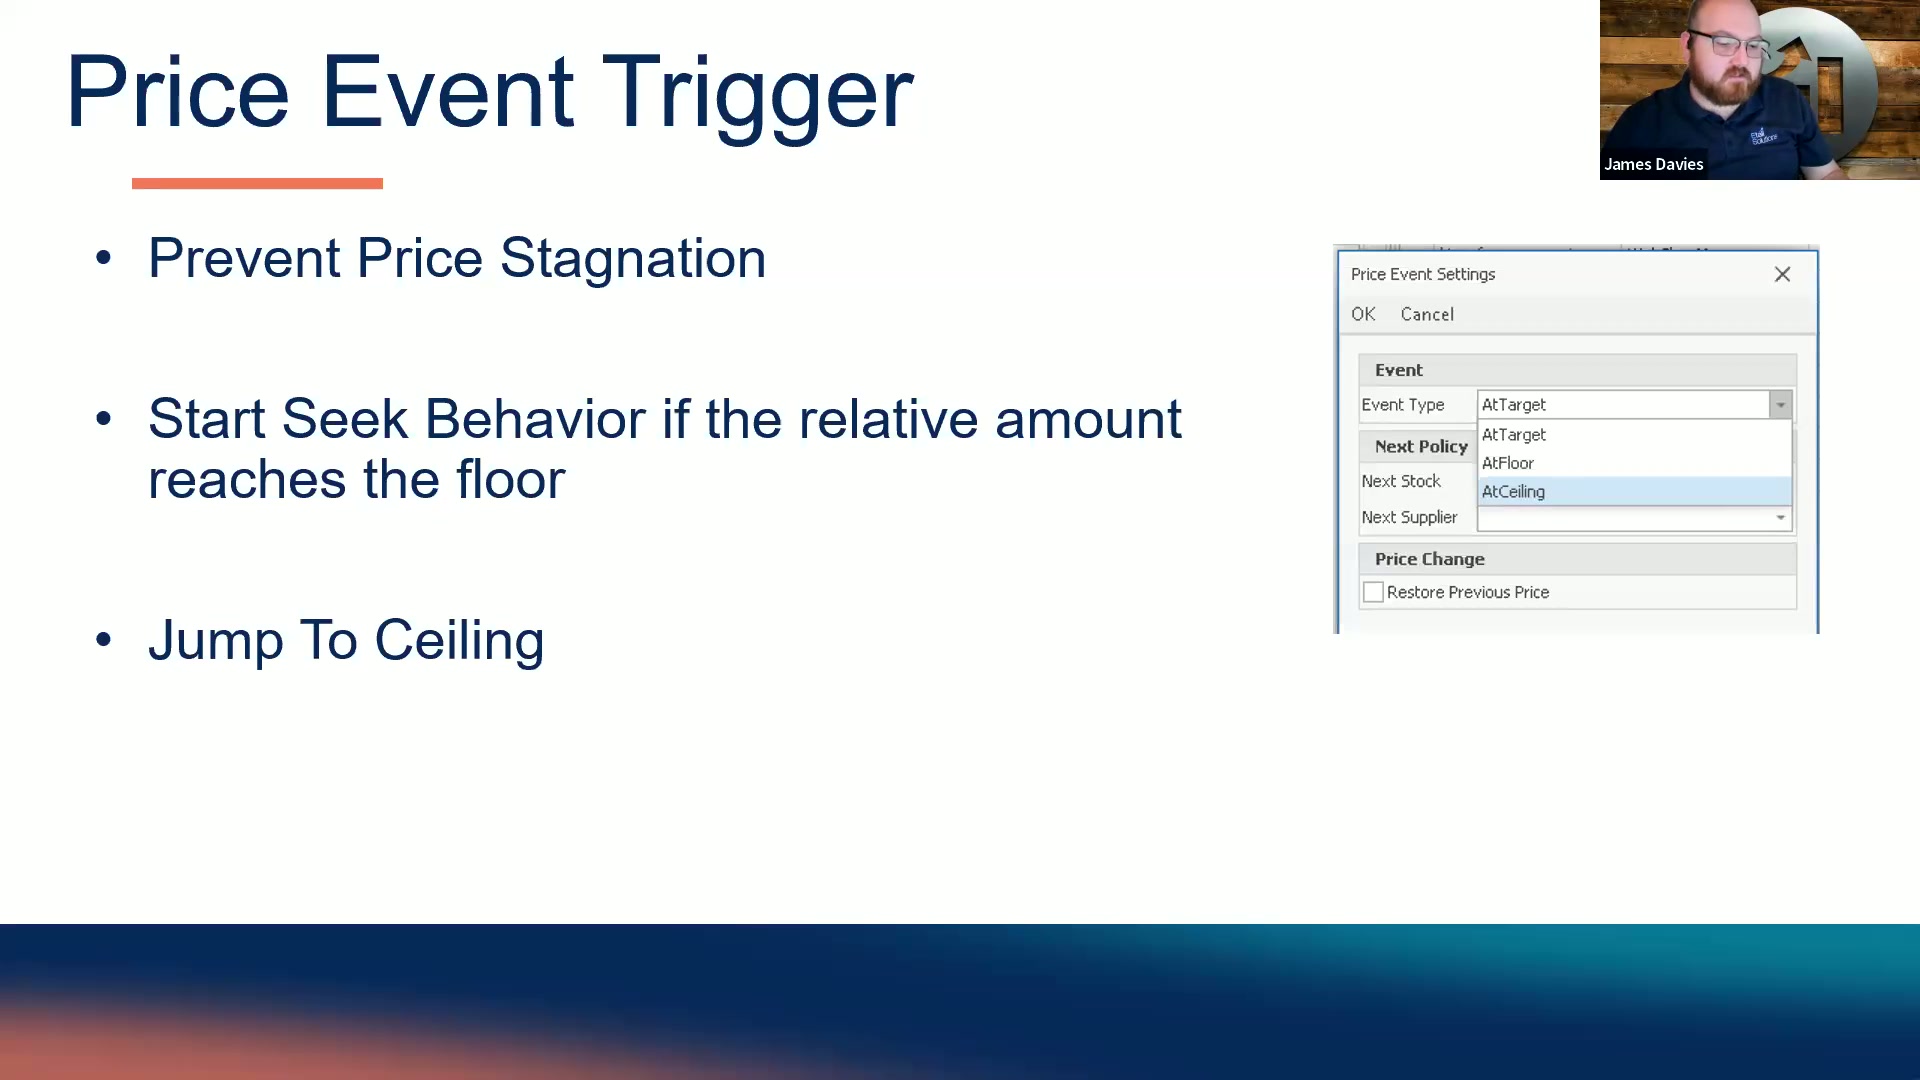 Price Event Trigger
James Davies
Etail
Solutions
• Prevent Price Stagnation
• Start Seek Behavior if the relative amount
reaches the floor
• Jump To Ceiling
Price Event Settings
OK Cancel
Event
Event Type AtTarget
AtTarget
Next Policy
AtFloor
Next Stock
AtCeiling
Next Supplier
Price Change
Restore Previous Price